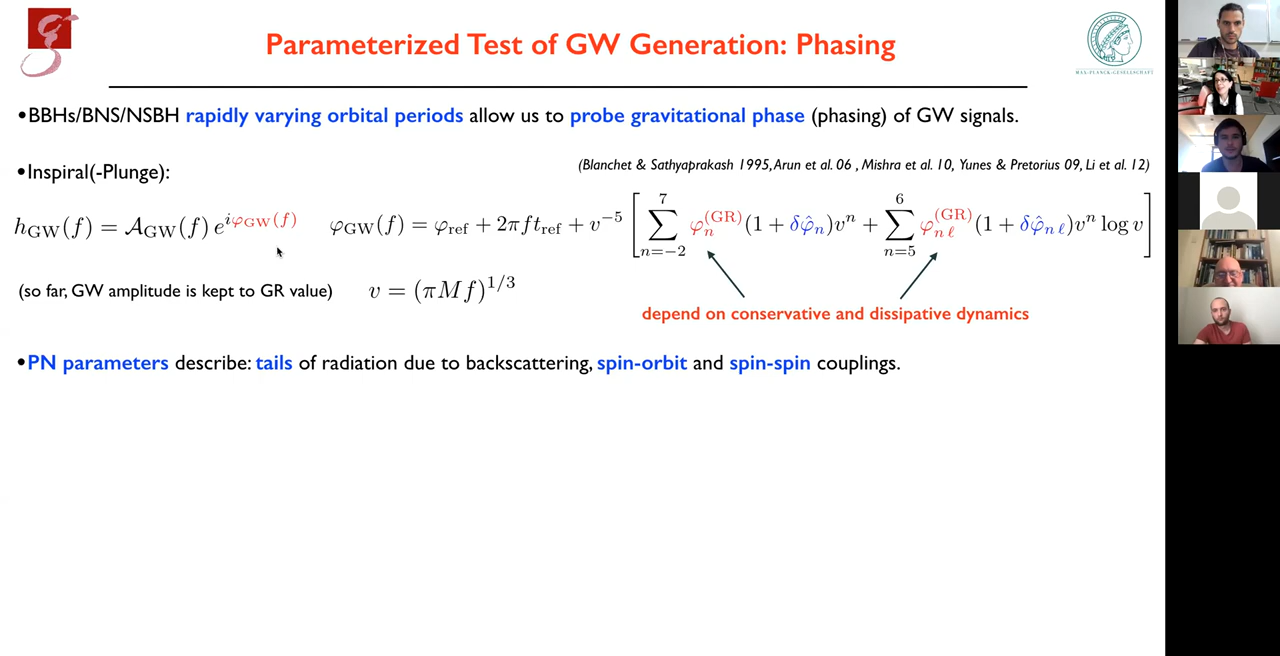 Parameterized Test of GW Generation: Phasing
MAX-PLANCK-GESELLSCHAFT
•BBHs/BNS/NSBH rapidly varying orbital periods allow us to probe gravitational phase (phasing) of GW signals.
(Blanchet & Sathyaprakash 1995, Arun et al. 06 , Mishra et al. 10, Yunes & Pretorius 09, Li et al. 12)
•Inspiral(-Plunge):
h_GW(f) = A_GW(f) e^{iφ_GW(f)} φ_GW(f) = φ_ref + 2πf t_ref + v^{-5} [ ∑_{n=-2}^{7} φ_n^{(GR)} (1 + δφ̂_n) v^n + ∑_{n=5}^{6} φ_{n ℓ}^{(GR)} (1 + δφ̂_{n ℓ}) v^n log v ]
(so far, GW amplitude is kept to GR value) v = (πMf)^{1/3}
depend on conservative and dissipative dynamics
•PN parameters describe: tails of radiation due to backscattering, spin-orbit and spin-spin couplings.